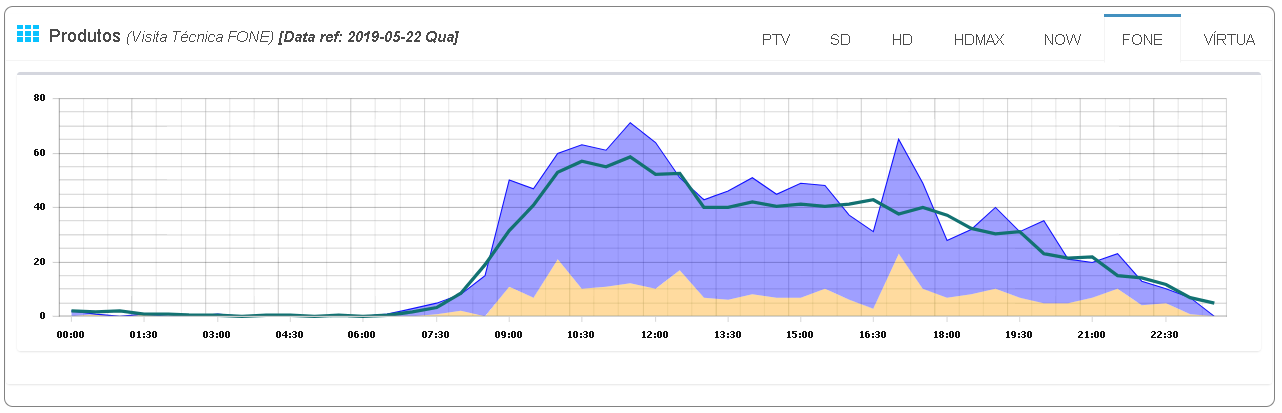 Produtos (Visita Técnica FONE) [Data ref: 2019-05-22 Qua]
PTV SD HD HDMAX NOW FONE VÍRTUA
80
60
40
20
0
00:00 01:30 03:00 04:30 06:00 07:30 09:00 10:30 12:00 13:30 15:00 16:30 18:00 19:30 21:00 22:30